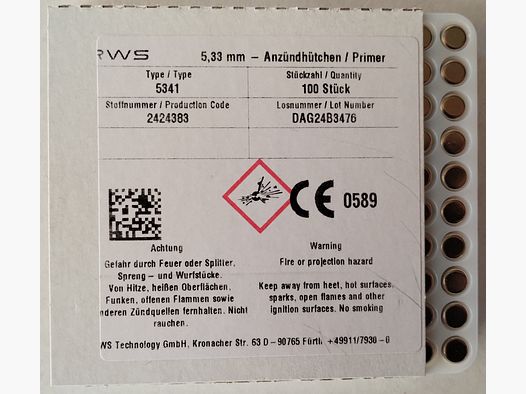 RWS 5,33 mm – Anzündhütchen / Primer
Type / Type Stückzahl / Quantity
5341 100 Stück
Stoffnummer / Production Code Losnummer / Lot Number
2424383 DAG24B3476
CE 0589
Achtung
Gefahr durch Feuer oder Splitter,
Spreng – und Wurfstücke.
Von Hitze, heißen Oberflächen,
Funken, offenen Flammen sowie
nderen Zündquellen fernhalten. Nicht
rauchen.
Warning
Fire or projection hazard
Keep away from heet, hot surfaces,
sparks, open flames and other
ignition surfaces. No smoking
WS Technology GmbH, Kronacher Str. 63 D – 90765 Fürth +49911/7930 – 0